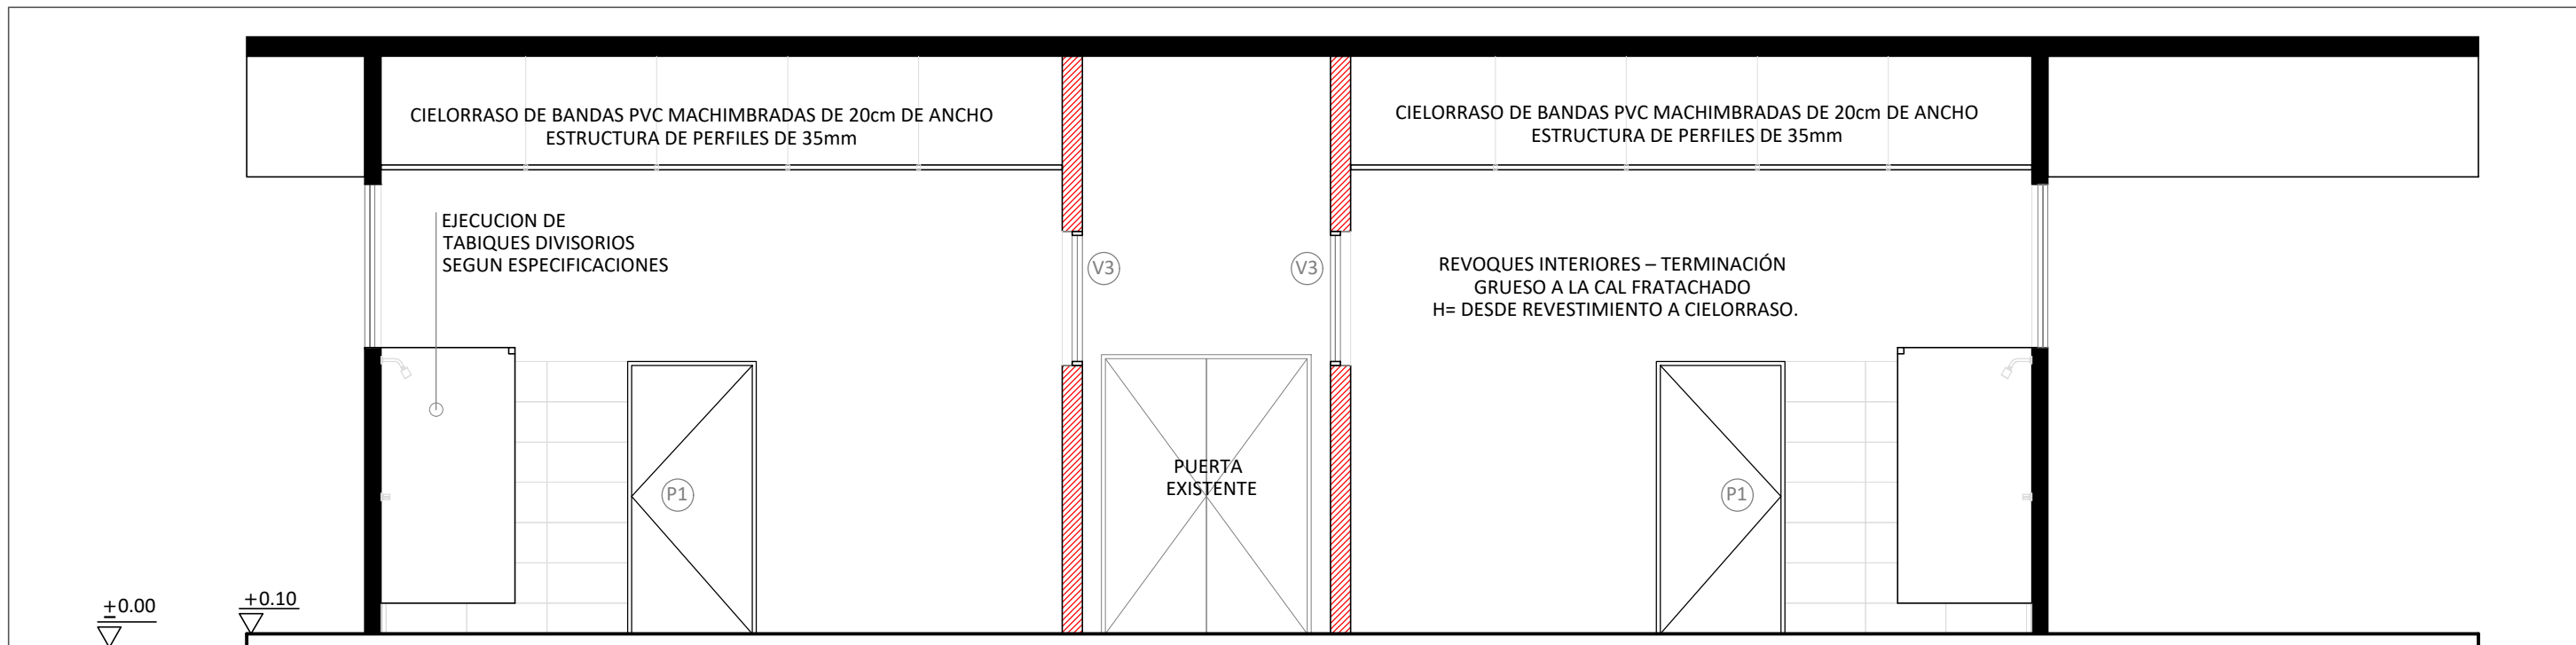 CIELORRASO DE BANDAS PVC MACHIMBRADAS DE 20cm DE ANCHO
ESTRUCTURA DE PERFILES DE 35mm
CIELORRASO DE BANDAS PVC MACHIMBRADAS DE 20cm DE ANCHO
ESTRUCTURA DE PERFILES DE 35mm
EJECUCION DE
TABIQUES DIVISORIOS
SEGUN ESPECIFICACIONES
V3
V3
REVOQUES INTERIORES – TERMINACIÓN
GRUESO A LA CAL FRATACHADO
H= DESDE REVESTIMIENTO A CIELORRASO.
P1
PUERTA
EXISTENTE
P1
±0.00
+0.10